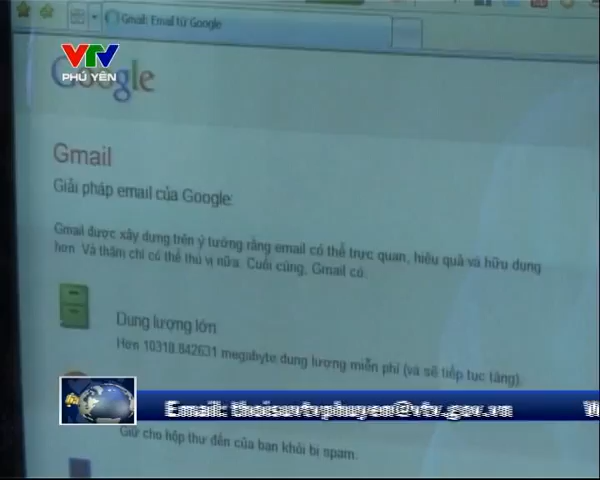 Gmail: Email từ Google
VTV
PHÚ YÊN
Google
Gmail
Giải pháp email của Google:
Gmail được xây dựng trên ý tưởng rằng email có thể trực quan, hiệu quả và hữu dụng
hơn. Và thậm chí có thể thú vị nữa. Cuối cùng, Gmail có:
Dung lượng lớn
Hơn 10318.842631 megabyte dung lượng miễn phí (và sẽ tiếp tục tăng).
Email: thoisutvphuyen@vtv.gov.vn
Giữ cho hộp thư đến của bạn khỏi bị spam.